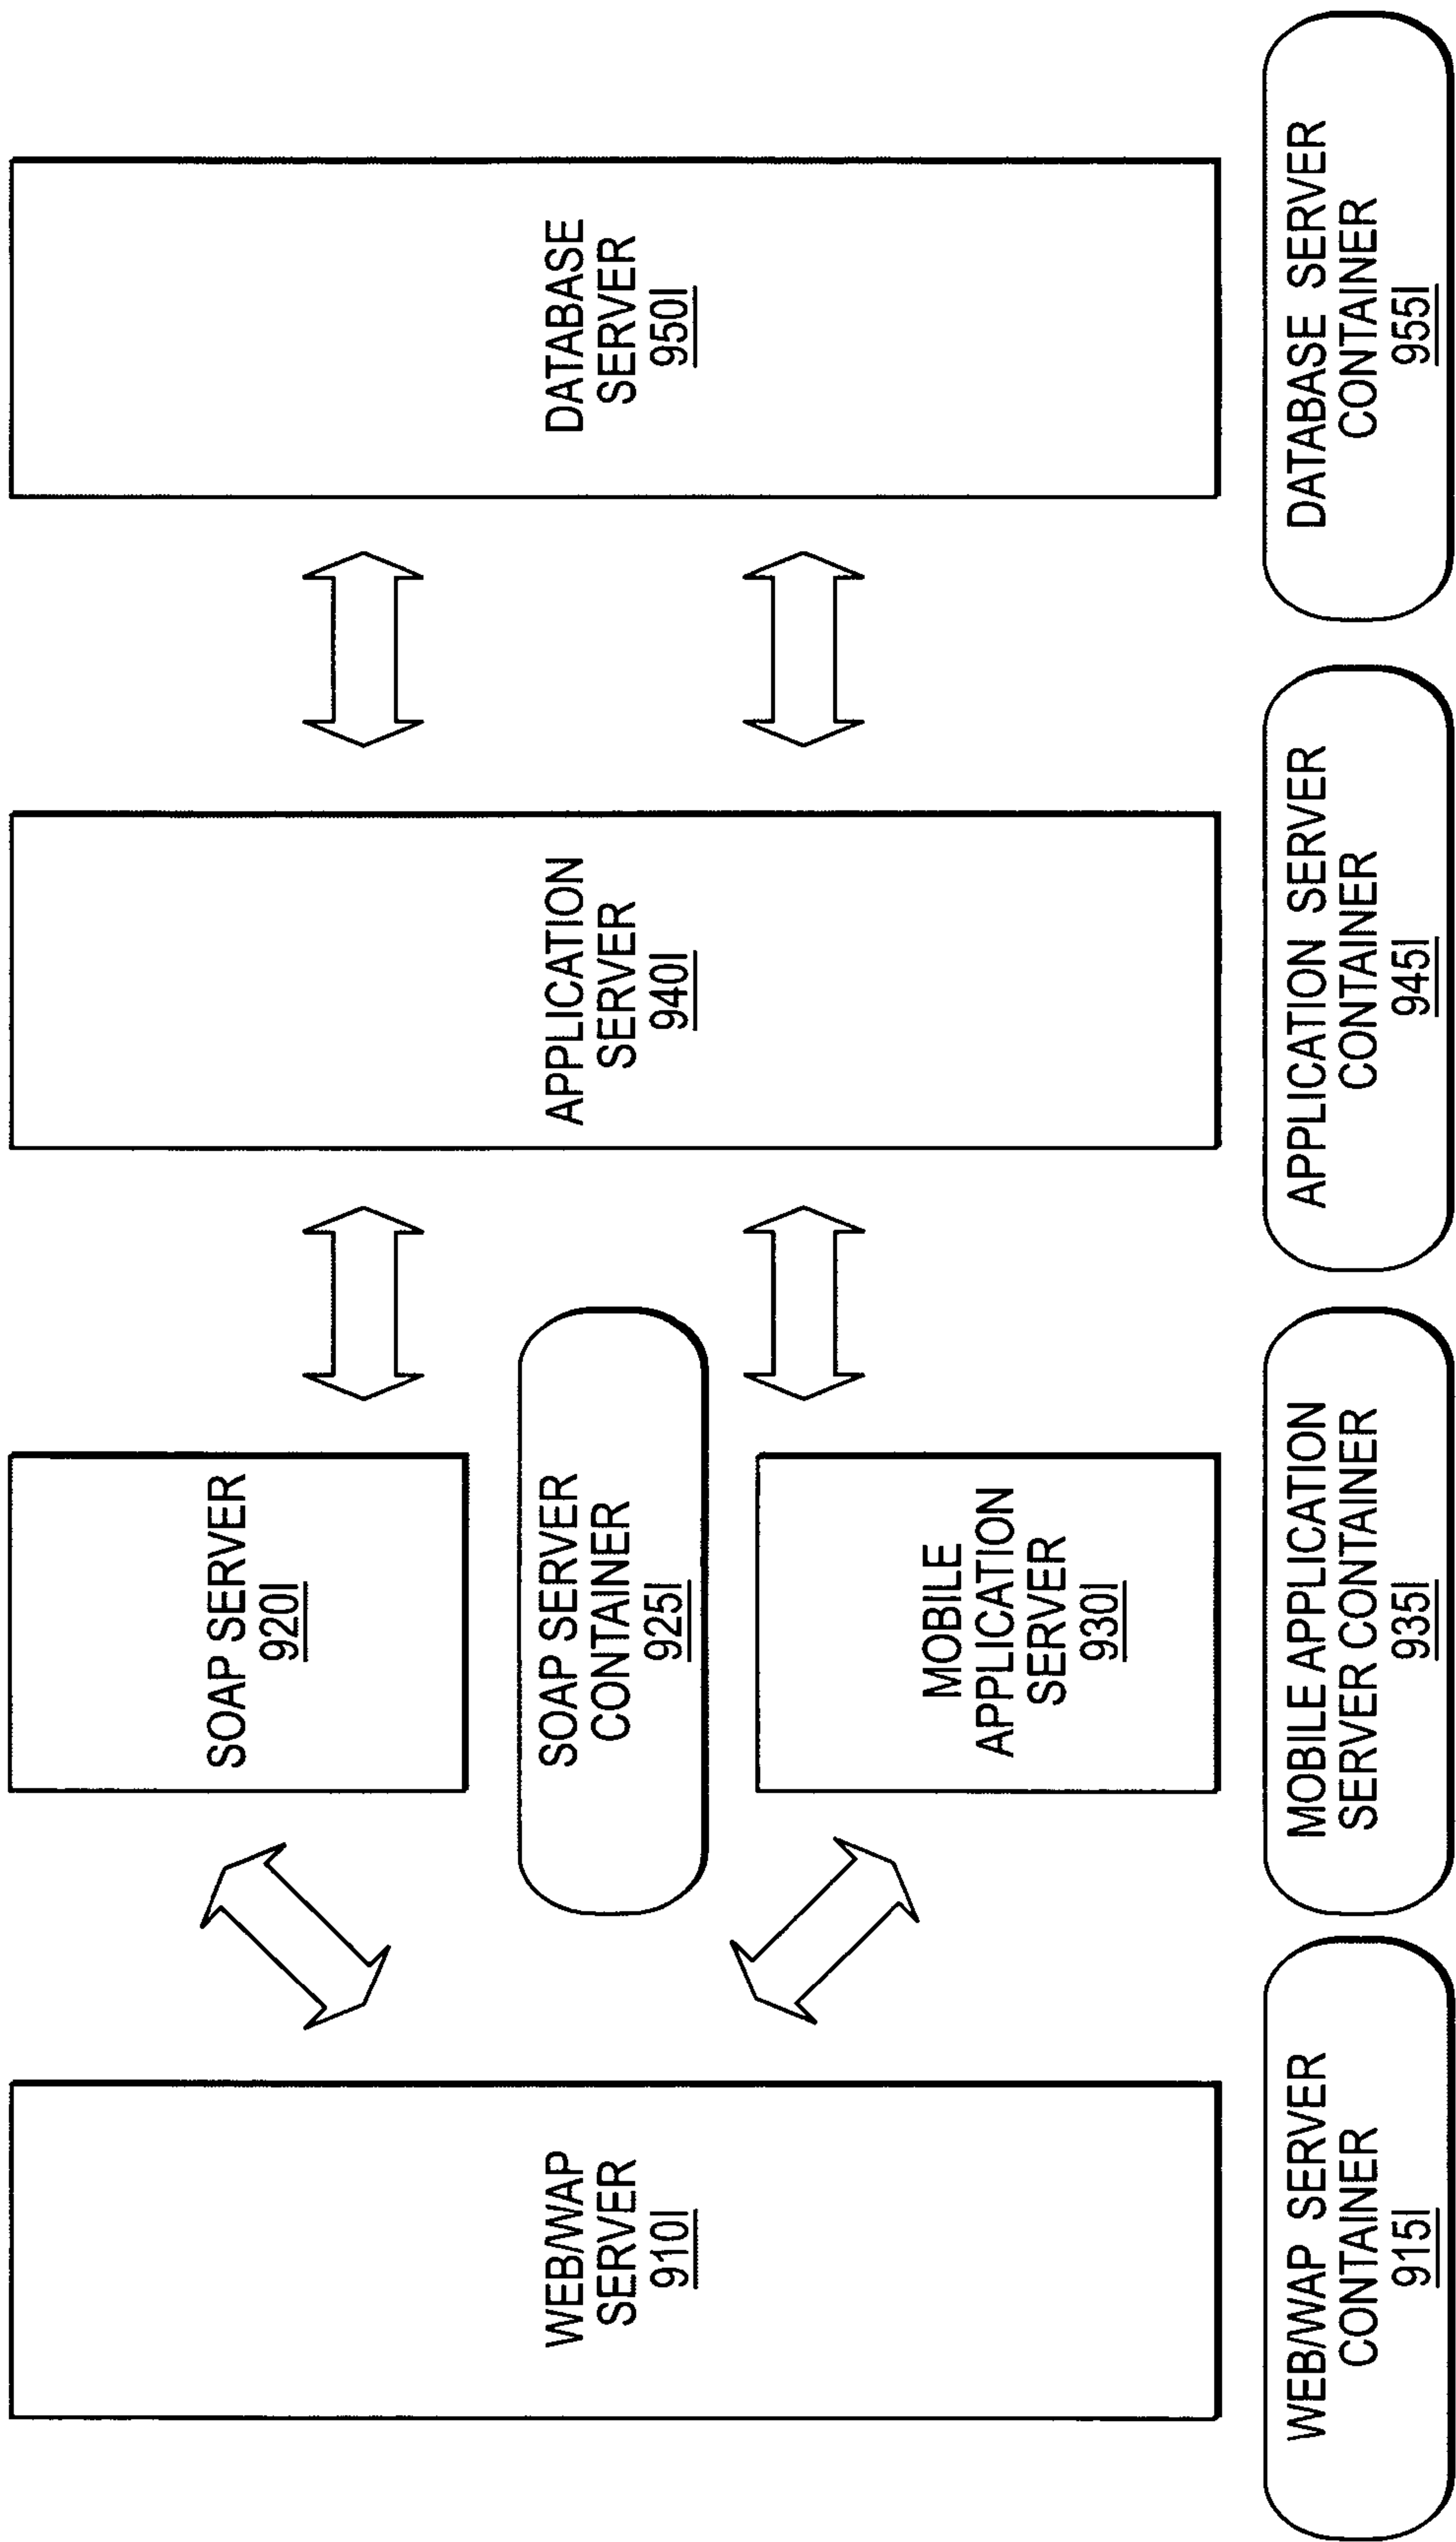 WEB/WAP
SERVER
910I
WEB/WAP SERVER
CONTAINER
915I
SOAP SERVER
920I
SOAP SERVER
CONTAINER
925I
MOBILE
APPLICATION
SERVER
930I
MOBILE APPLICATION
SERVER CONTAINER
935I
APPLICATION
SERVER
940I
APPLICATION SERVER
CONTAINER
945I
DATABASE
SERVER
950I
DATABASE SERVER
CONTAINER
955I